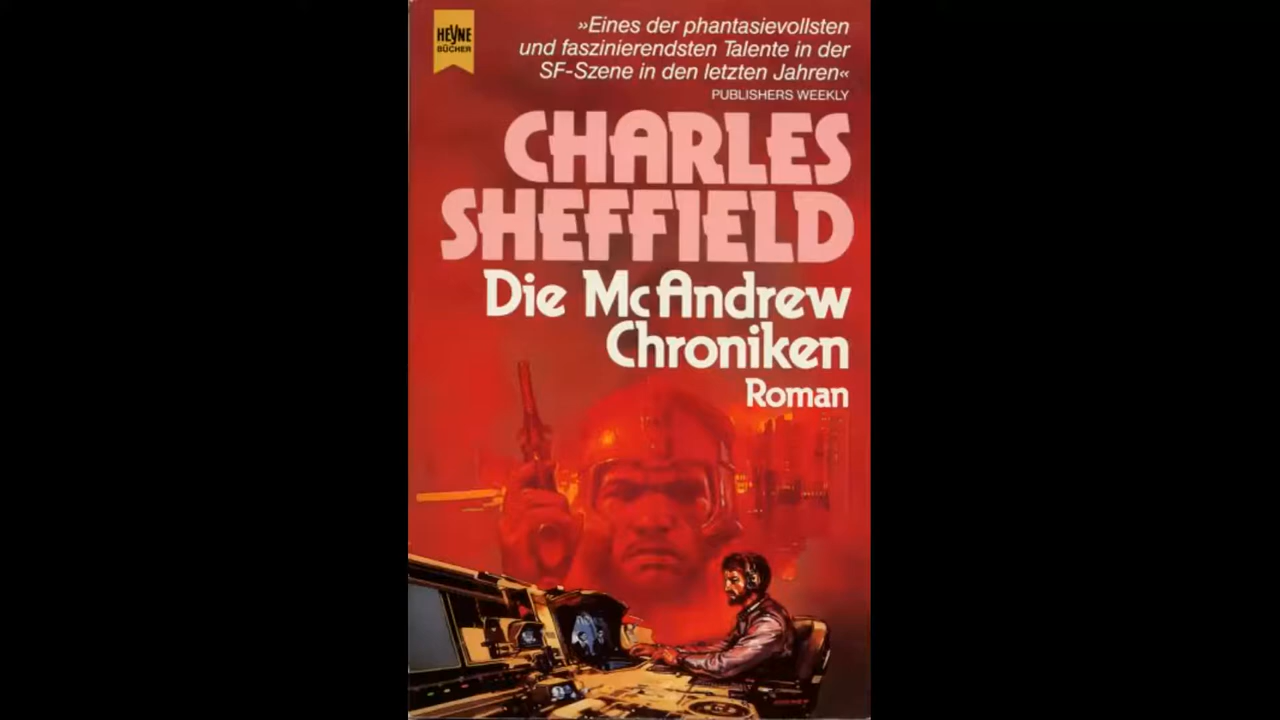 HEYNE
BÜCHER
»Eines der phantasievollsten
und faszinierendsten Talente in der
SF-Szene in den letzten Jahren«
PUBLISHERS WEEKLY
CHARLES
SHEFFIELD
Die McAndrew
Chroniken
Roman